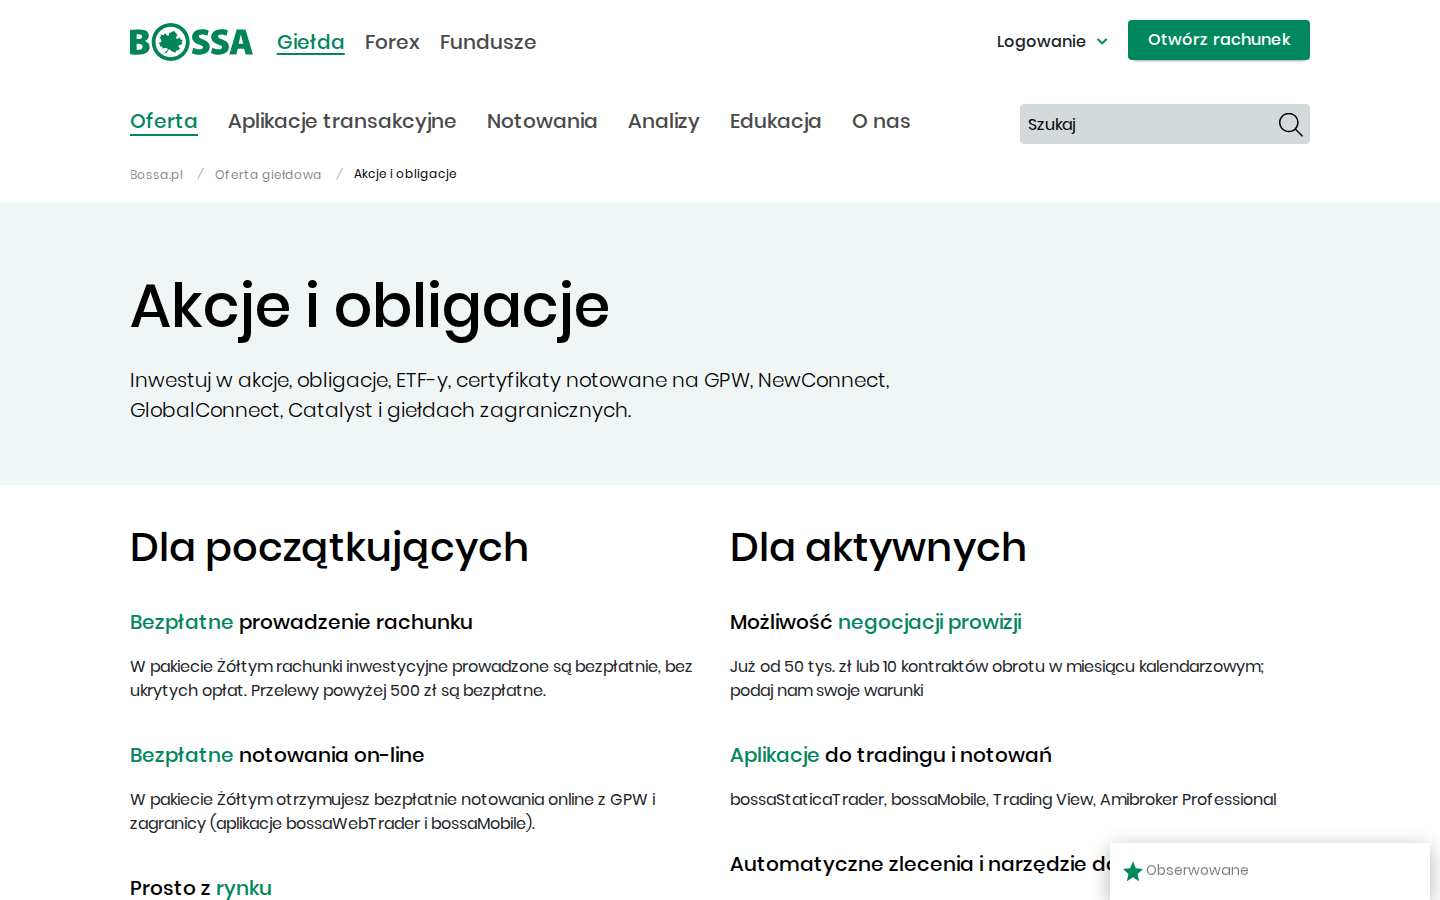 BOSSA Giełda Forex Fundusze Logowanie Otwórz rachunek
Oferta Aplikacje transakcyjne Notowania Analizy Edukacja O nas Szukaj
Bossa.pl / Oferta giełdowa / Akcje i obligacje
Akcje i obligacje
Inwestuj w akcje, obligacje, ETF-y, certyfikaty notowane na GPW, NewConnect,
GlobalConnect, Catalyst i giełdach zagranicznych.
Dla początkujących
Bezpłatne prowadzenie rachunku
W pakiecie Żółtym rachunki inwestycyjne prowadzone są bezpłatnie, bez
ukrytych opłat. Przelewy powyżej 500 zł są bezpłatne.
Bezpłatne notowania on-line
W pakiecie Żółtym otrzymujesz bezpłatnie notowania online z GPW i
zagranicy (aplikacje bossaWebTrader i bossaMobile).
Prosto z rynku
Dla aktywnych
Możliwość negocjacji prowizji
Już od 50 tys. zł lub 10 kontraktów obrotu w miesiącu kalendarzowym;
podaj nam swoje warunki
Aplikacje do tradingu i notowań
bossaStaticaTrader, bossaMobile, Trading View, Amibroker Professional
Automatyczne zlecenia i narzędzie
Obserwowane